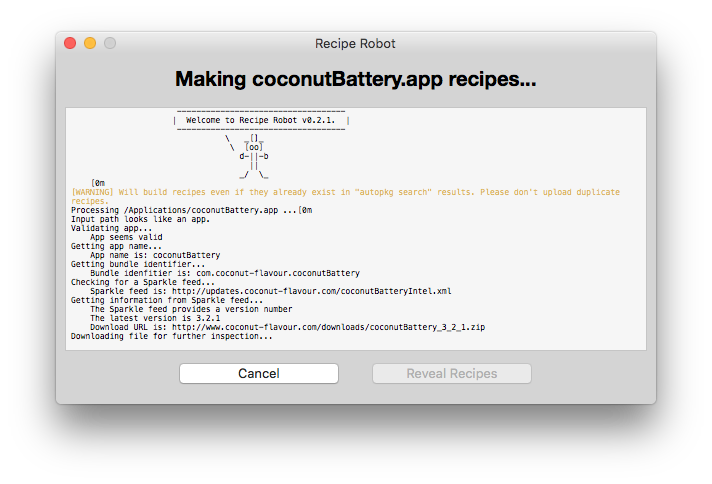 Recipe Robot
Making coconutBattery.app recipes...
-----------------------------------
| Welcome to Recipe Robot v0.2.1. |
-----------------------------------
\ _[]_
\ [oo]
d-||-b
||
_/ \_
[0m
[WARNING] Will build recipes even if they already exist in "autopkg search" results. Please don't upload duplicate
recipes.
Processing /Applications/coconutBattery.app ...[0m
Input path looks like an app.
Validating app...
App seems valid
Getting app name...
App name is: coconutBattery
Getting bundle identifier...
Bundle idenfitier is: com.coconut-flavour.coconutBattery
Checking for a Sparkle feed...
Sparkle feed is: http://updates.coconut-flavour.com/coconutBatteryIntel.xml
Getting information from Sparkle feed...
The Sparkle feed provides a version number
The latest version is 3.2.1
Download URL is: http://www.coconut-flavour.com/downloads/coconutBattery_3_2_1.zip
Downloading file for further inspection...
Cancel
Reveal Recipes